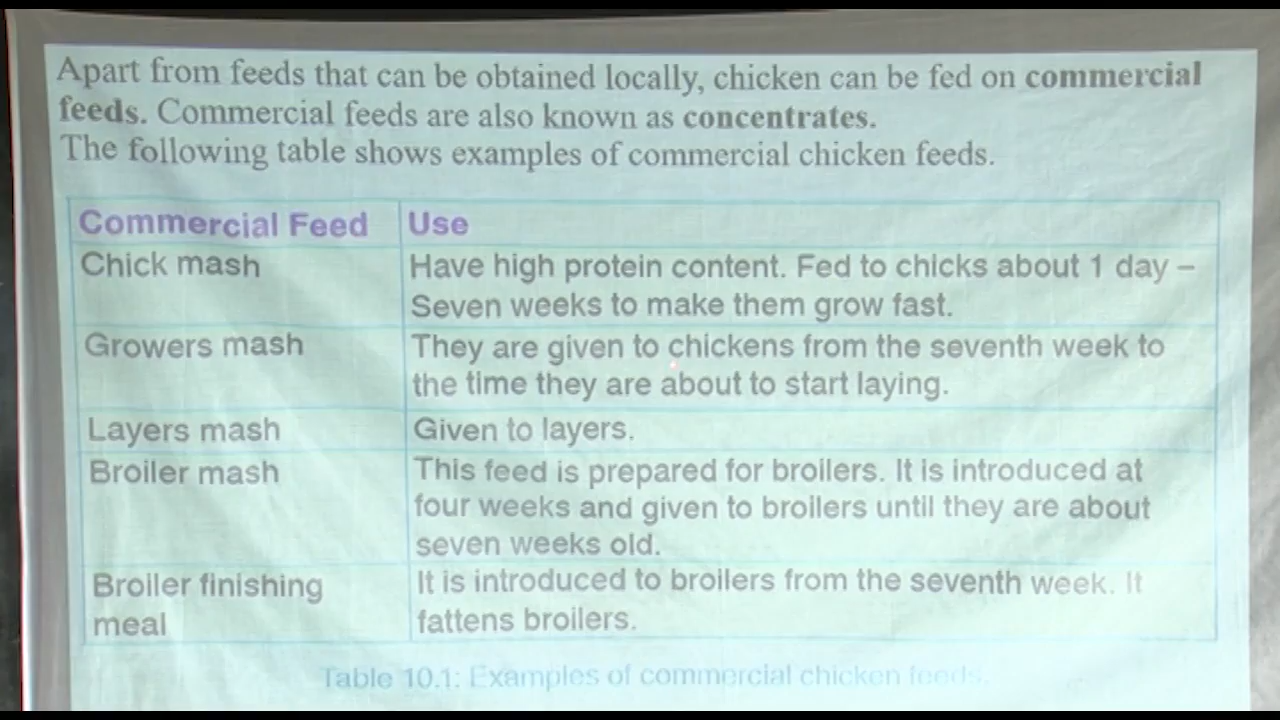 Apart from feeds that can be obtained locally, chicken can be fed on commercial
feeds. Commercial feeds are also known as concentrates.
The following table shows examples of commercial chicken feeds.
Commercial Feed Use
Chick mash Have high protein content. Fed to chicks about 1 day –
Seven weeks to make them grow fast.
Growers mash They are given to chickens from the seventh week to
the time they are about to start laying.
Layers mash Given to layers.
Broiler mash This feed is prepared for broilers. It is introduced at
four weeks and given to broilers until they are about
seven weeks old.
Broiler finishing It is introduced to broilers from the seventh week. It
meal fattens broilers.
Table 10.1: Examples of commercial chicken feeds.